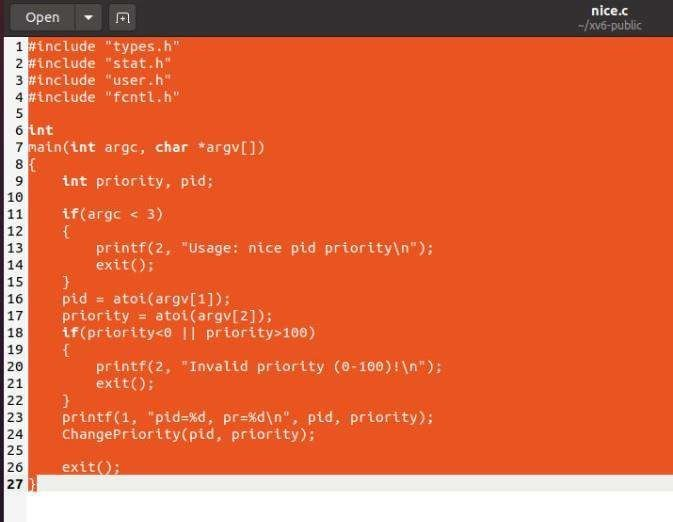 Open
nice.c
~/xv6-public
1 #include "types.h"
2 #include "stat.h"
3 #include "user.h"
4 #include "fcntl.h"
5
6 int
7 main(int argc, char *argv[])
8 {
9     int priority, pid;
10
11     if(argc < 3)
12     {
13         printf(2, "Usage: nice pid priority\n");
14         exit();
15     }
16     pid = atoi(argv[1]);
17     priority = atoi(argv[2]);
18     if(priority<0 || priority>100)
19     {
20         printf(2, "Invalid priority (0-100)!\n");
21         exit();
22     }
23     printf(1, "pid=%d, pr=%d\n", pid, priority);
24     ChangePriority(pid, priority);
25
26     exit();
27 }